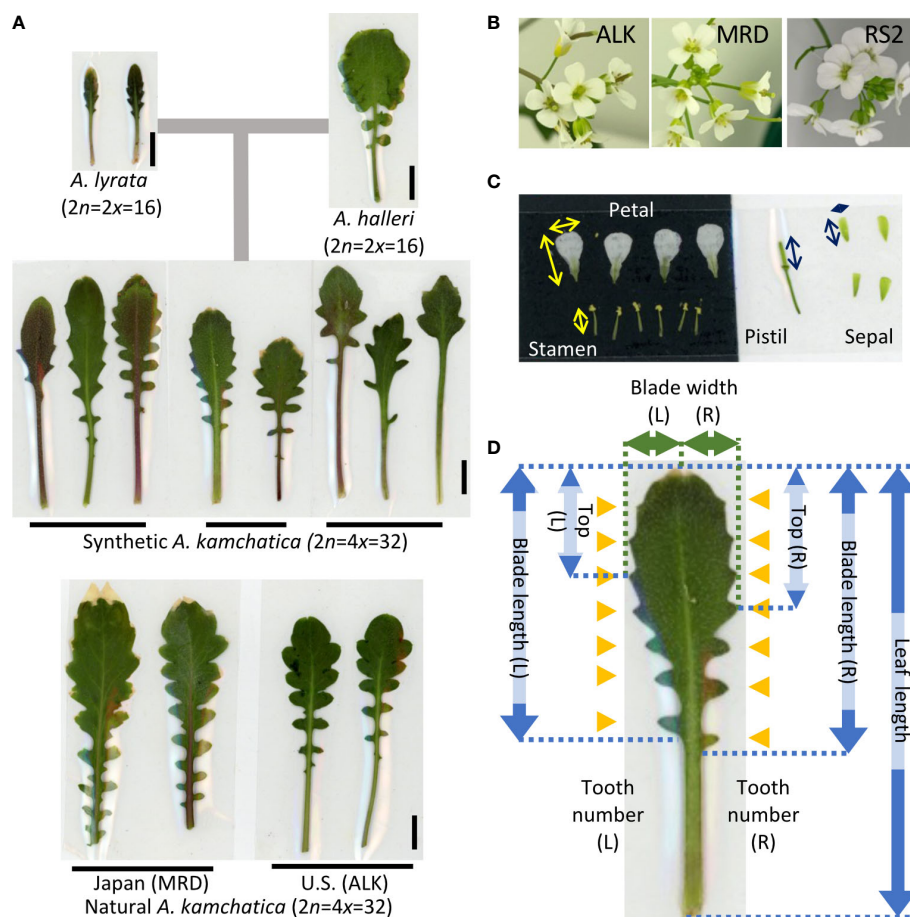 A
A. lyrata
(2n=2x=16)
A. halleri
(2n=2x=16)
Synthetic A. kamchatica (2n=4x=32)
Japan (MRD)
U.S. (ALK)
Natural A. kamchatica (2n=4x=32)
B
ALK
MRD
RS2
C
Petal
Stamen
Pistil
Sepal
D
Blade width
(L)
(R)
Top
(L)
Top (R)
Blade length (L)
Blade length (R)
Leaf length
Tooth
number
(L)
Tooth
number
(R)